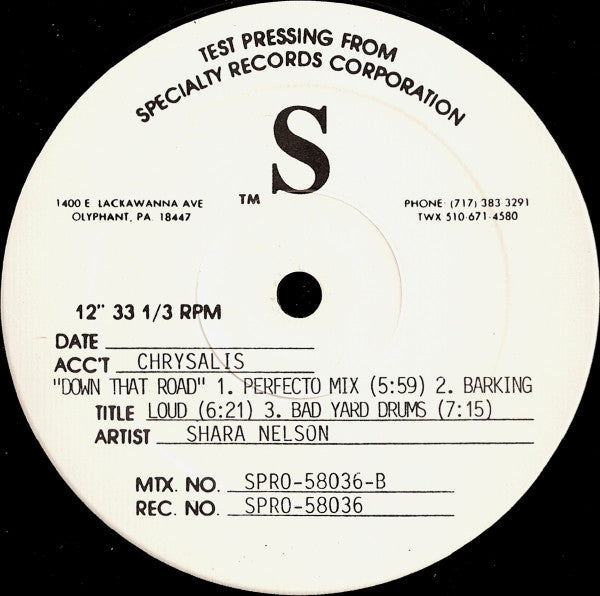 TEST PRESSING FROM
SPECIALTY RECORDS CORPORATION
S
TM
1400 E. LACKAWANNA AVE
OLYPHANT, PA. 18447
PHONE: (717) 383 3291
TWX 510-671-4580
12" 33 1/3 RPM
DATE
ACC'T CHRYSALIS
"DOWN THAT ROAD" 1. PERFECTO MIX (5:59) 2. BARKING
TITLE LOUD (6:21) 3. BAD YARD DRUMS (7:15)
ARTIST SHARA NELSON
MTX. NO. SPRO-58036-B
REC. NO. SPRO-58036